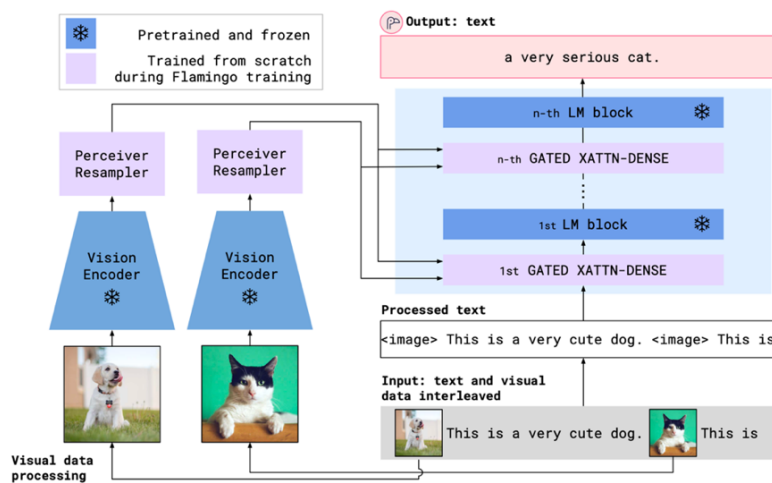 Pretrained and frozen
Trained from scratch
during Flamingo training
Output: text
a very serious cat.
n-th LM block
n-th GATED XATTN-DENSE
1st LM block
1st GATED XATTN-DENSE
Perceiver
Resampler
Perceiver
Resampler
Vision
Encoder
Vision
Encoder
Processed text
<image> This is a very cute dog. <image> This is
Input: text and visual
data interleaved
This is a very cute dog.
This is
Visual data
processing